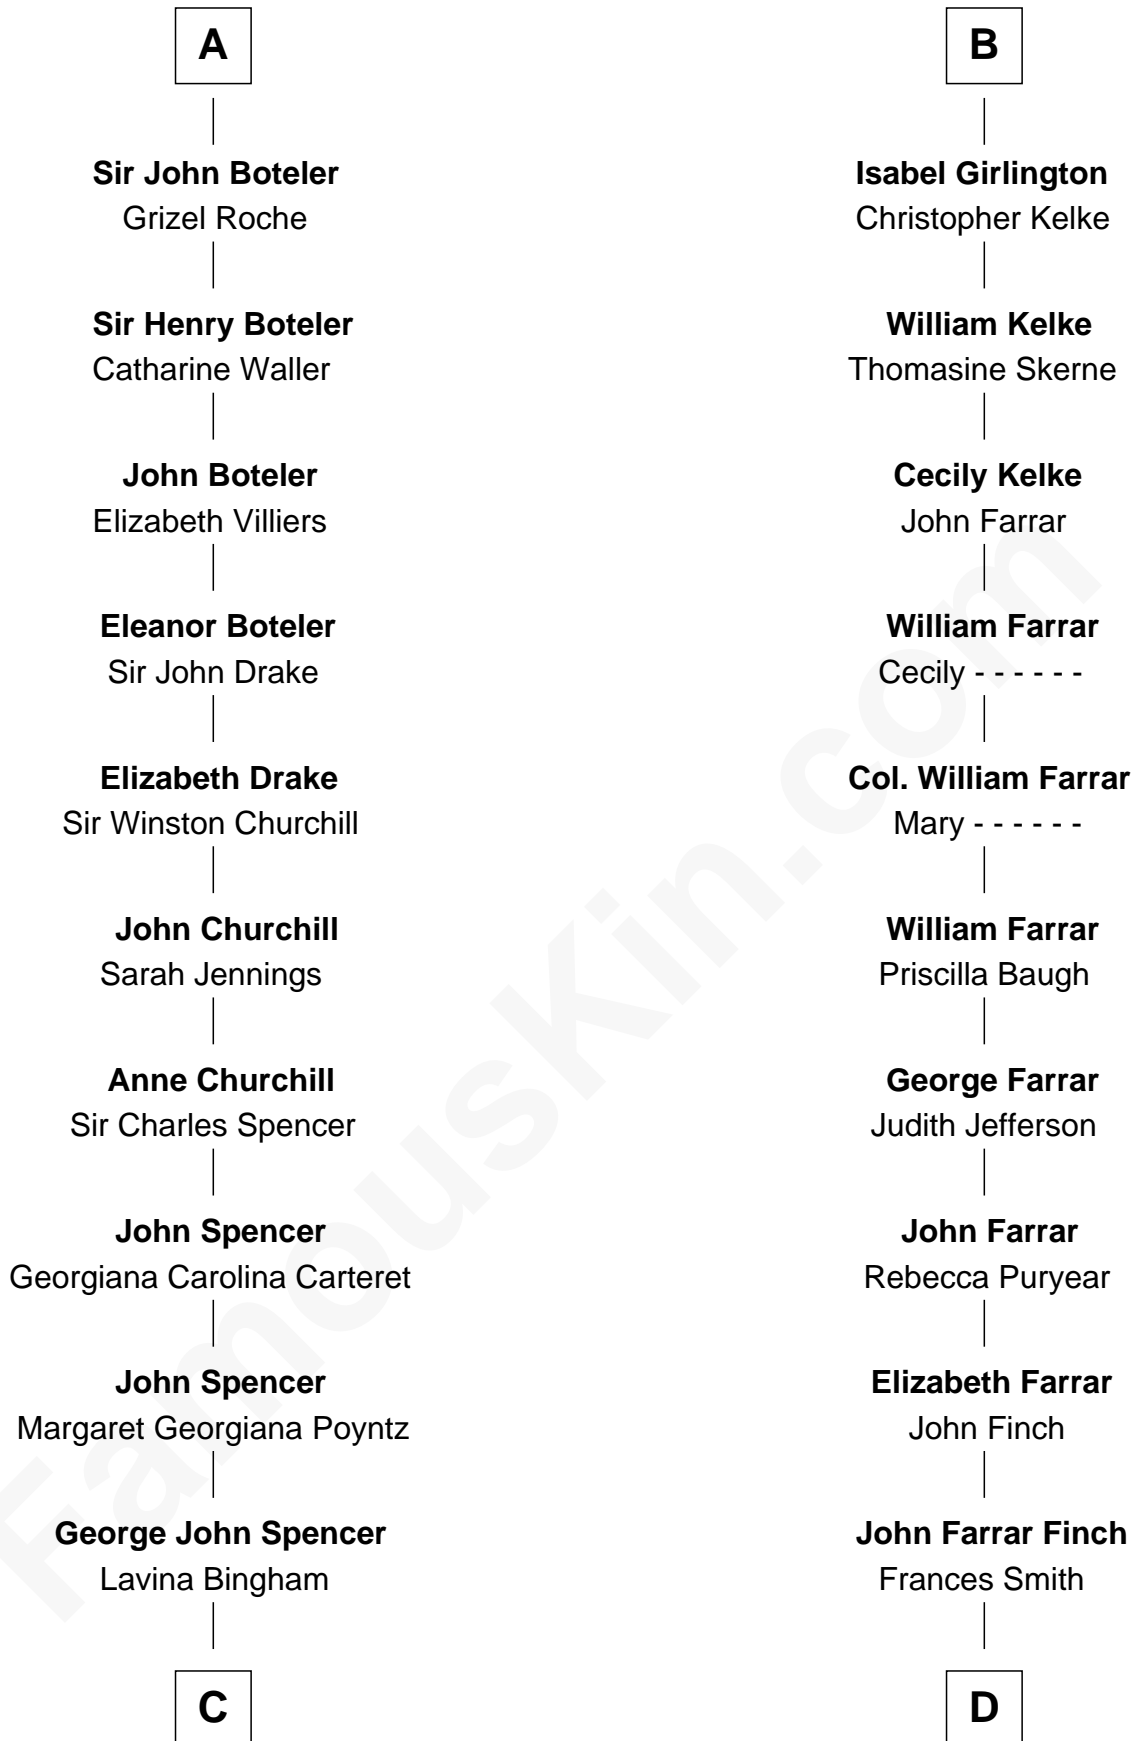 A
Sir John Boteler
Grizel Roche
Sir Henry Boteler
Catharine Waller
John Boteler
Elizabeth Villiers
Eleanor Boteler
Sir John Drake
Elizabeth Drake
Sir Winston Churchill
John Churchill
Sarah Jennings
Anne Churchill
Sir Charles Spencer
John Spencer
Georgiana Carolina Carteret
John Spencer
Margaret Georgiana Poyntz
George John Spencer
Lavina Bingham
C
B
Isabel Girlington
Christopher Kelke
William Kelke
Thomasine Skerne
Cecily Kelke
John Farrar
William Farrar
Cecily - - - - - -
Col. William Farrar
Mary - - - - - -
William Farrar
Priscilla Baugh
George Farrar
Judith Jefferson
John Farrar
Rebecca Puryear
Elizabeth Farrar
John Finch
John Farrar Finch
Frances Smith
D
FamousKin.com